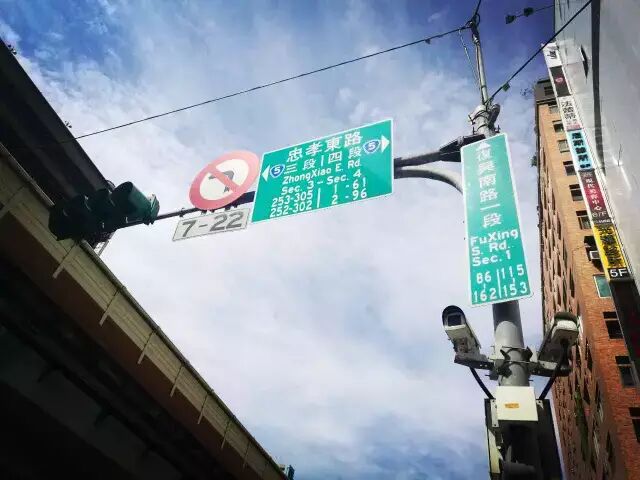 忠孝東路
5 三段|四段 5
ZhongXiao E. Rd.
Sec. 3 - Sec. 4
253-305 1 - 61
252-302 2 - 96
7-22
復興南路一段
FuXing
S. Rd.
Sec. 1
86 115
162 153
5F